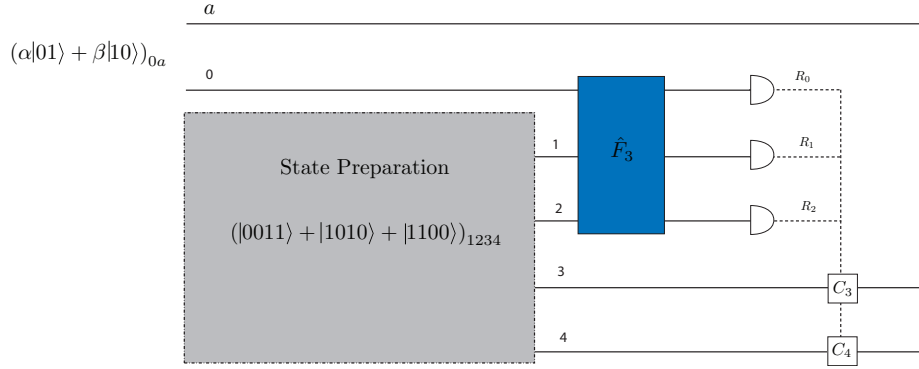 a
(α|01⟩ + β|10⟩)₀ₐ
0
R₀
State Preparation
1
F̂₃
R₁
2
R₂
(|0011⟩ + |1010⟩ + |1100⟩)₁₂₃₄
3
C₃
4
C₄